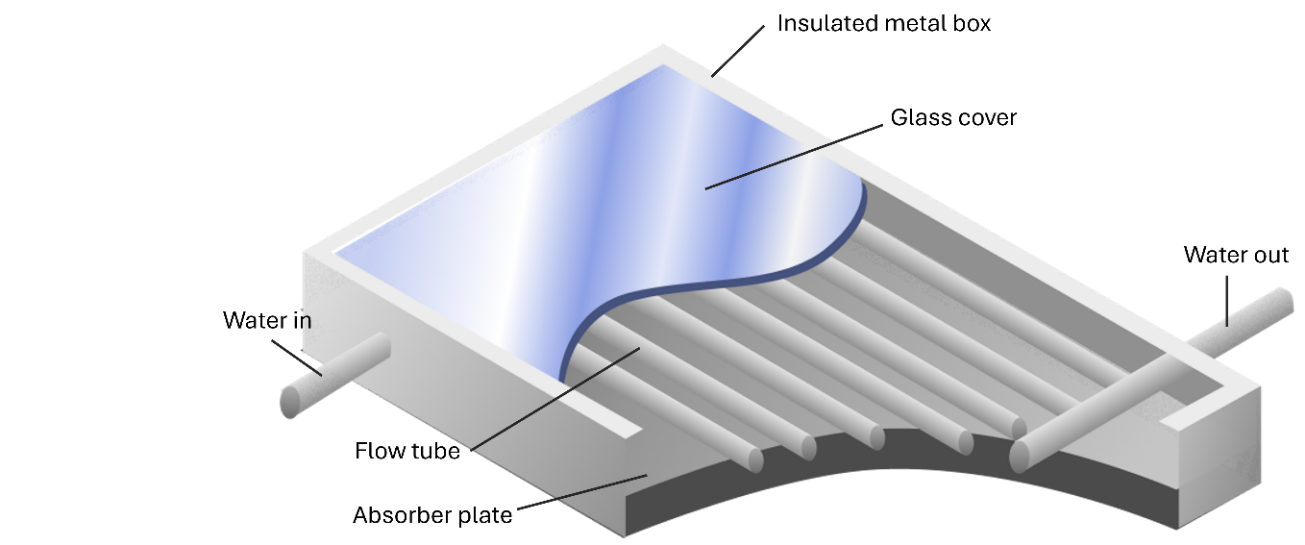 Insulated metal box
Glass cover
Water out
Water in
Flow tube
Absorber plate